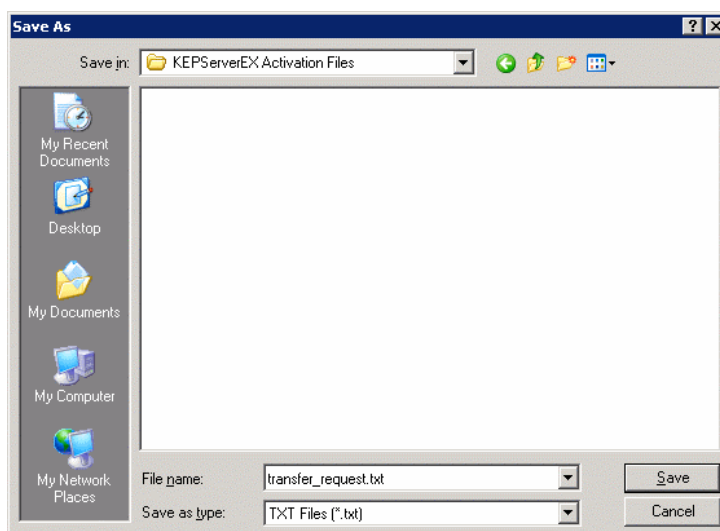 Save As
Save in: KEPServerEX Activation Files
My Recent
Documents
Desktop
My Documents
My Computer
My Network
Places
File name: transfer_request.txt Save
Save as type: TXT Files (*.txt) Cancel